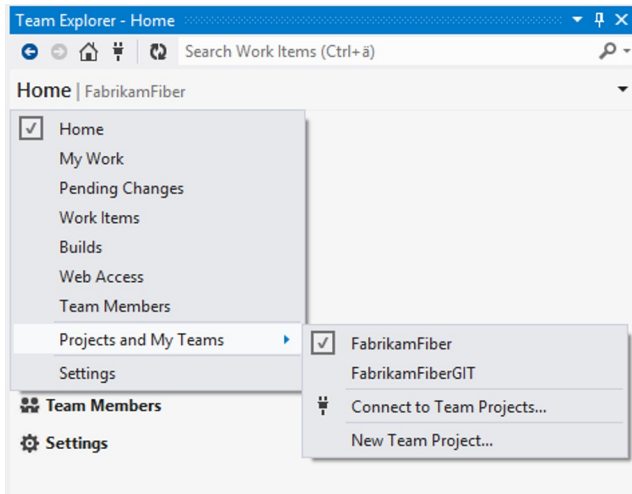 Team Explorer - Home
Search Work Items (Ctrl+ä)
Home | FabrikamFiber
Home
My Work
Pending Changes
Work Items
Builds
Web Access
Team Members
Projects and My Teams
FabrikamFiber
FabrikamFiberGIT
Settings
Connect to Team Projects...
Team Members
New Team Project...
Settings